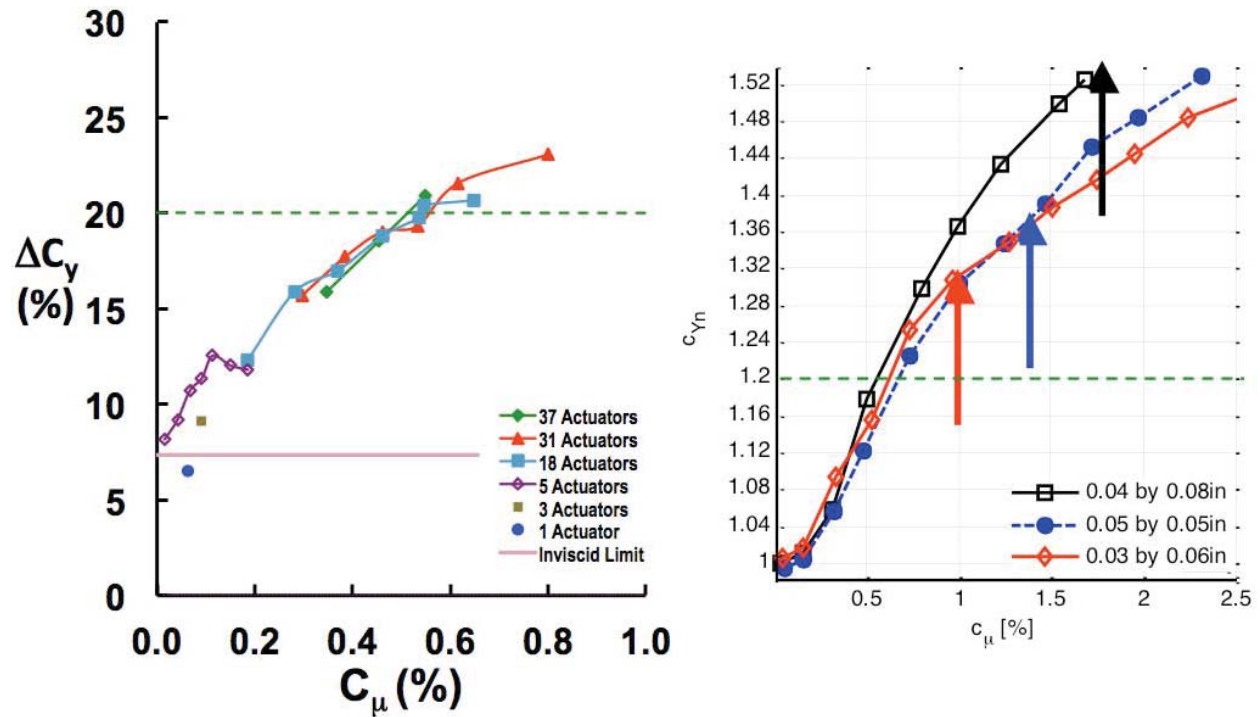 30
25
20
15
10
5
0
ΔCy
(%)
37 Actuators
31 Actuators
18 Actuators
5 Actuators
3 Actuators
1 Actuator
Inviscid Limit
0.0 0.2 0.4 0.6 0.8 1.0
Cμ (%)
1.52
1.48
1.44
1.4
1.36
1.32
1.28
1.24
1.2
1.16
1.12
1.08
1.04
1
cYn
0.04 by 0.08in
0.05 by 0.05in
0.03 by 0.06in
0.5 1 1.5 2 2.5
cμ [%]